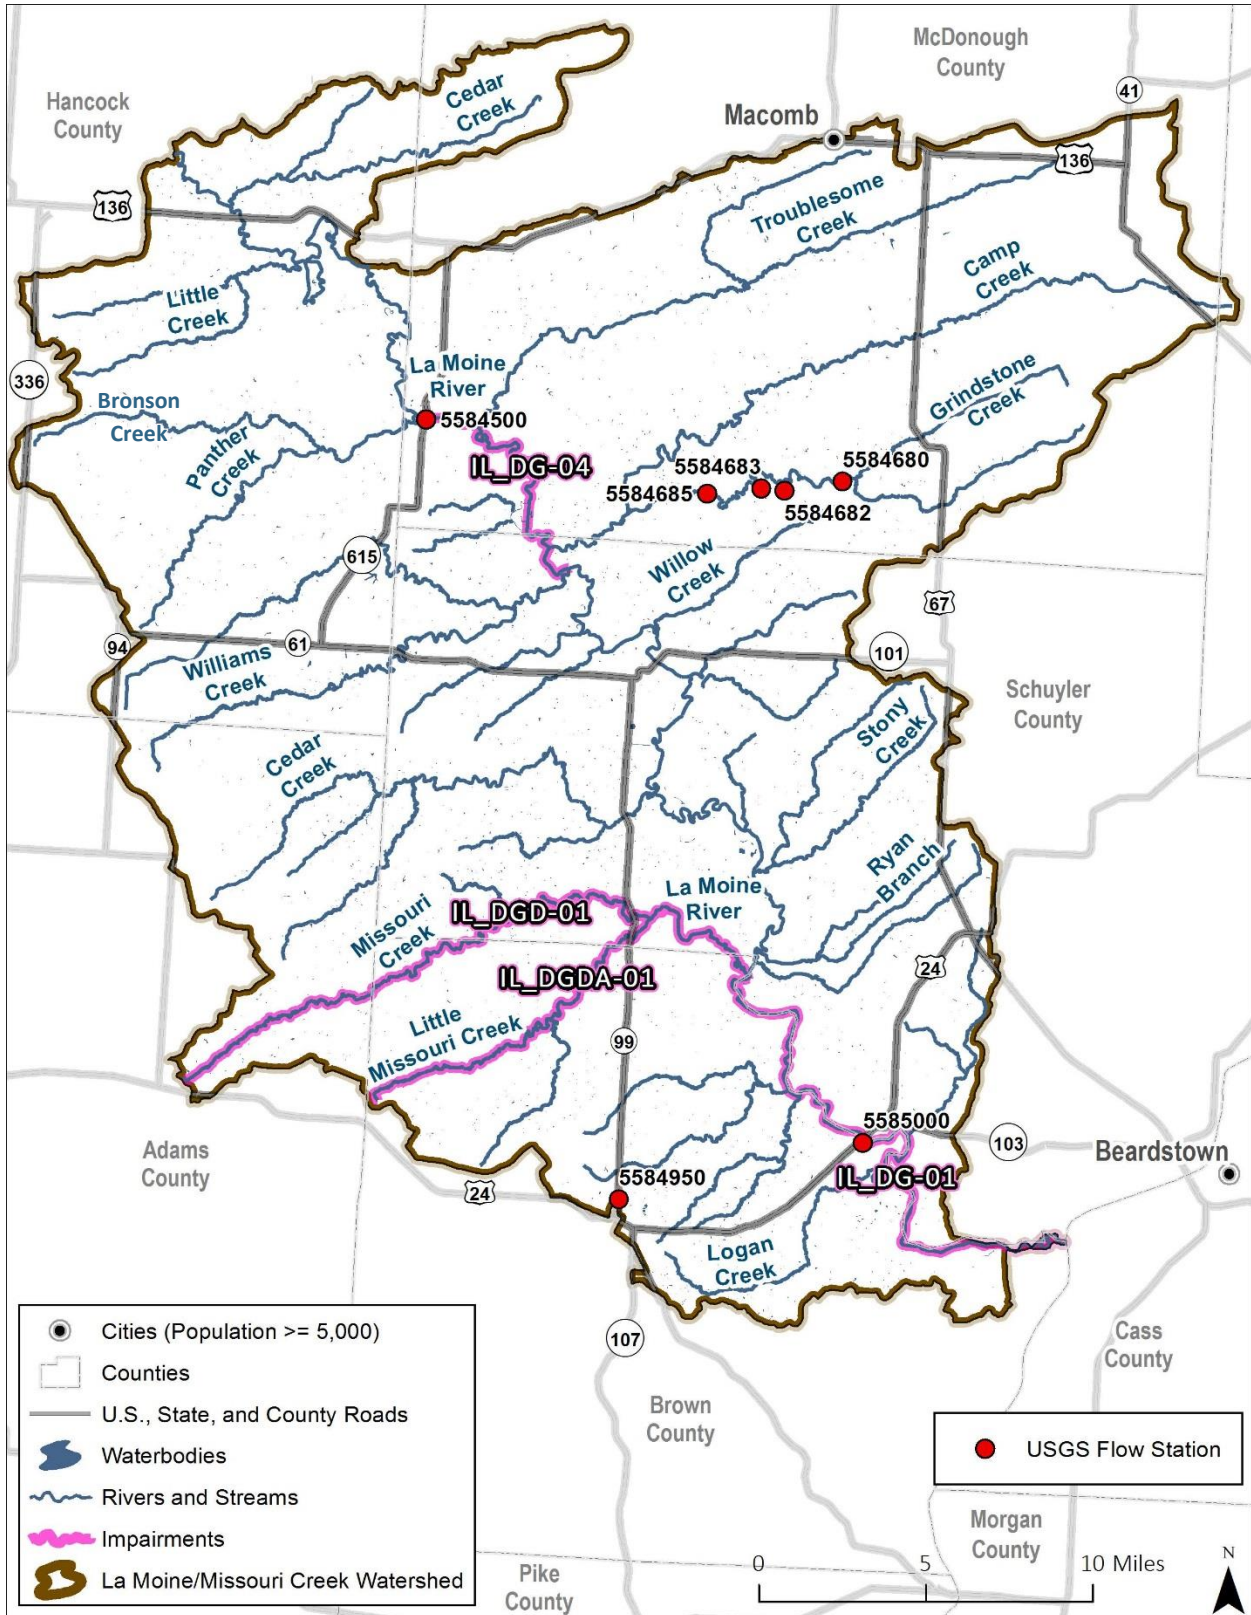 McDonough
County
Hancock
County
Cedar
Creek
41
Macomb
136
136
Troublesome
Creek
Camp
Creek
Little
Creek
336
La Moine
River
Grindstone
Creek
Bronson
Creek
5584500
Panther
Creek
IL_DG-04
5584683
5584680
5584685
5584682
615
Willow
Creek
67
94
61
101
Williams
Creek
Schuyler
County
Stony
Creek
Cedar
Creek
Ryan
Branch
La Moine
River
IL_DGD-01
Missouri
Creek
24
IL_DGDA-01
Little
Missouri Creek
99
5585000
103
Adams
County
Beardstown
5584950
IL_DG-01
24
Logan
Creek
107
Cass
County
Brown
County
Cities (Population >= 5,000)
Counties
U.S., State, and County Roads
Waterbodies
Rivers and Streams
Impairments
La Moine/Missouri Creek Watershed
USGS Flow Station
Morgan
County
Pike
County
0 5 10 Miles
N